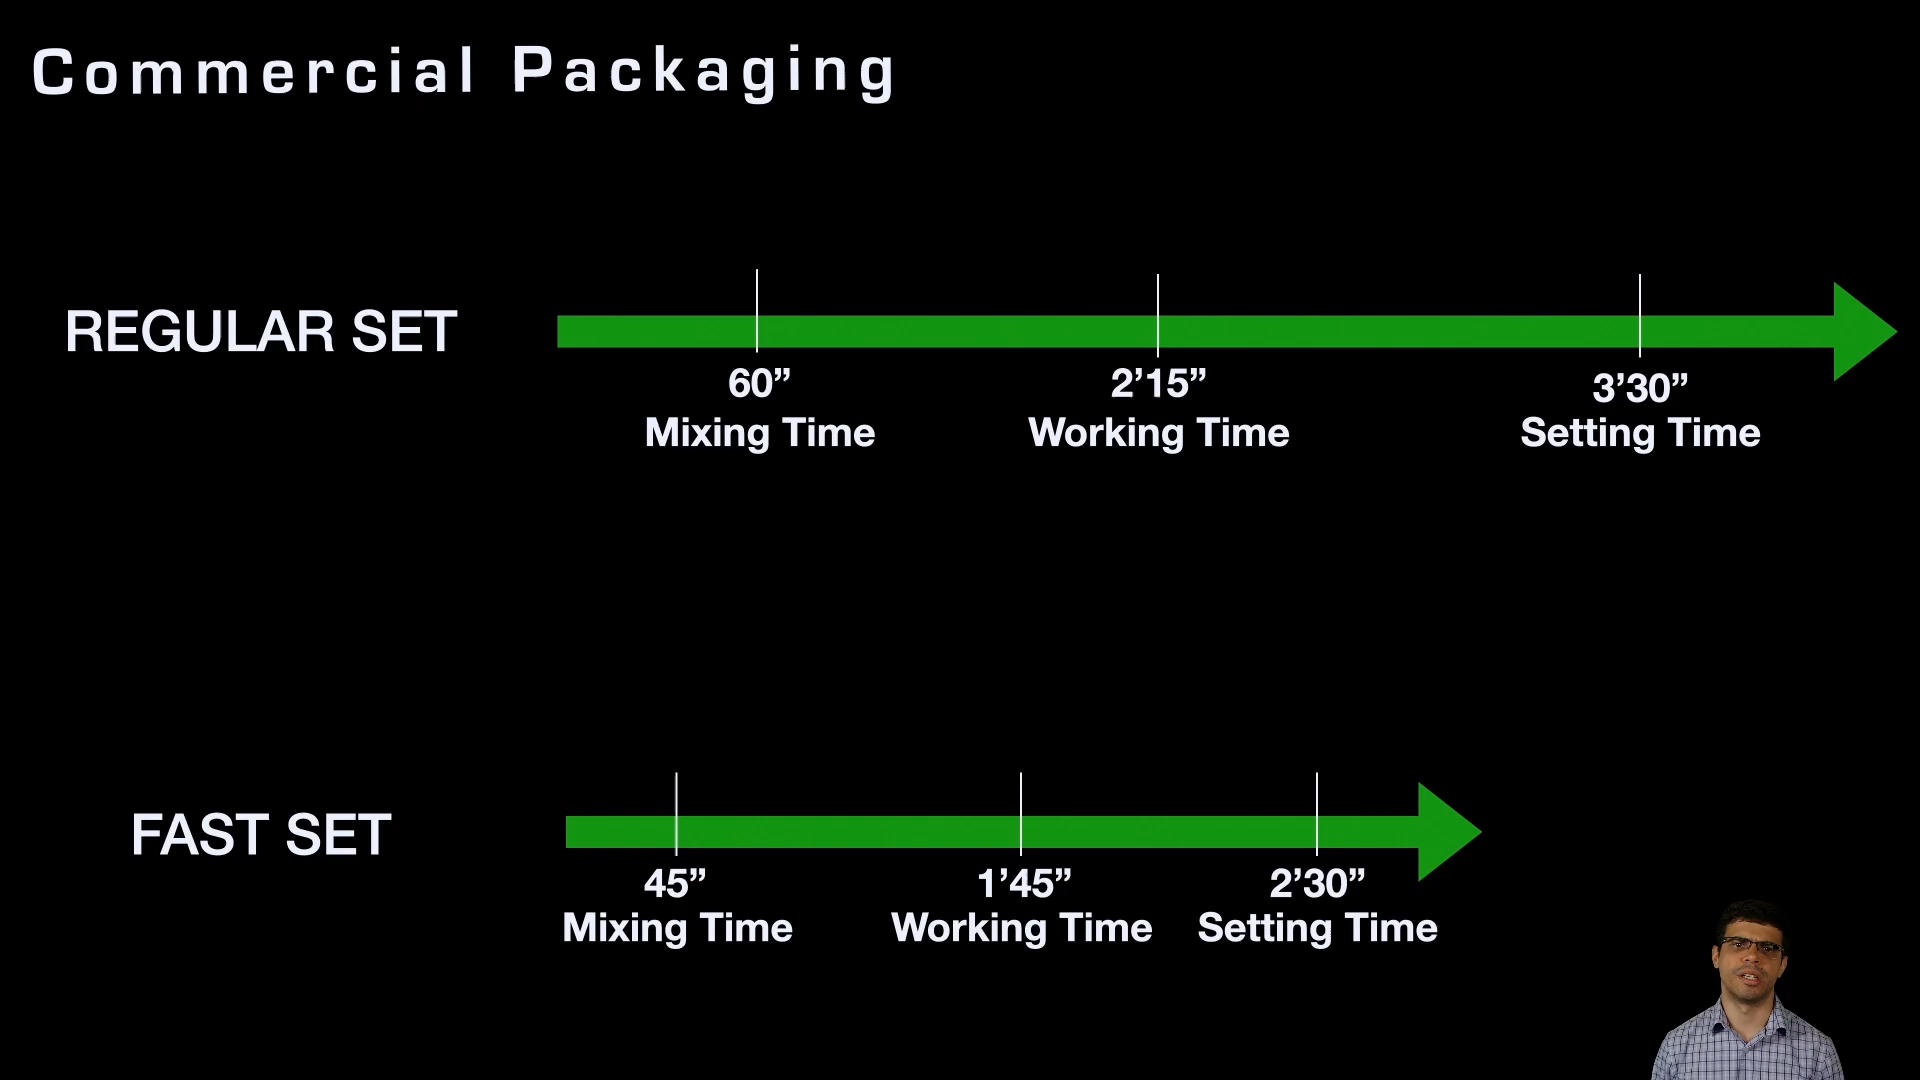 Commercial Packaging
REGULAR SET
60”
Mixing Time
2’15”
Working Time
3’30”
Setting Time
FAST SET
45”
Mixing Time
1’45”
Working Time
2’30”
Setting Time